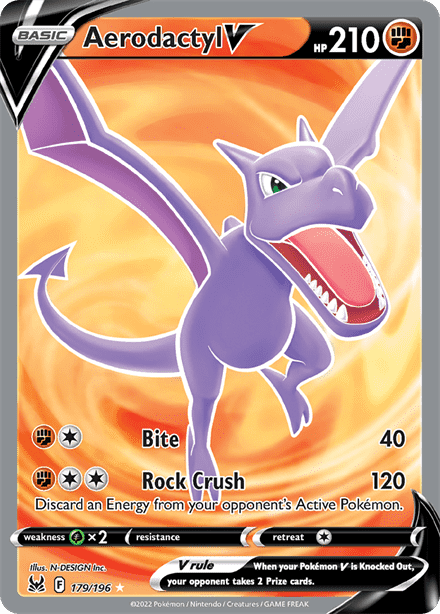 BASIC
Aerodactyl V
HP 210
Bite 40
Rock Crush 120
Discard an Energy from your opponent's Active Pokémon.
weakness ×2 resistance retreat
Illus. N-DESIGN Inc.
V rule When your Pokémon V is Knocked Out,
your opponent takes 2 Prize cards.
F 179/196
©2022 Pokémon / Nintendo / Creatures / GAME FREAK